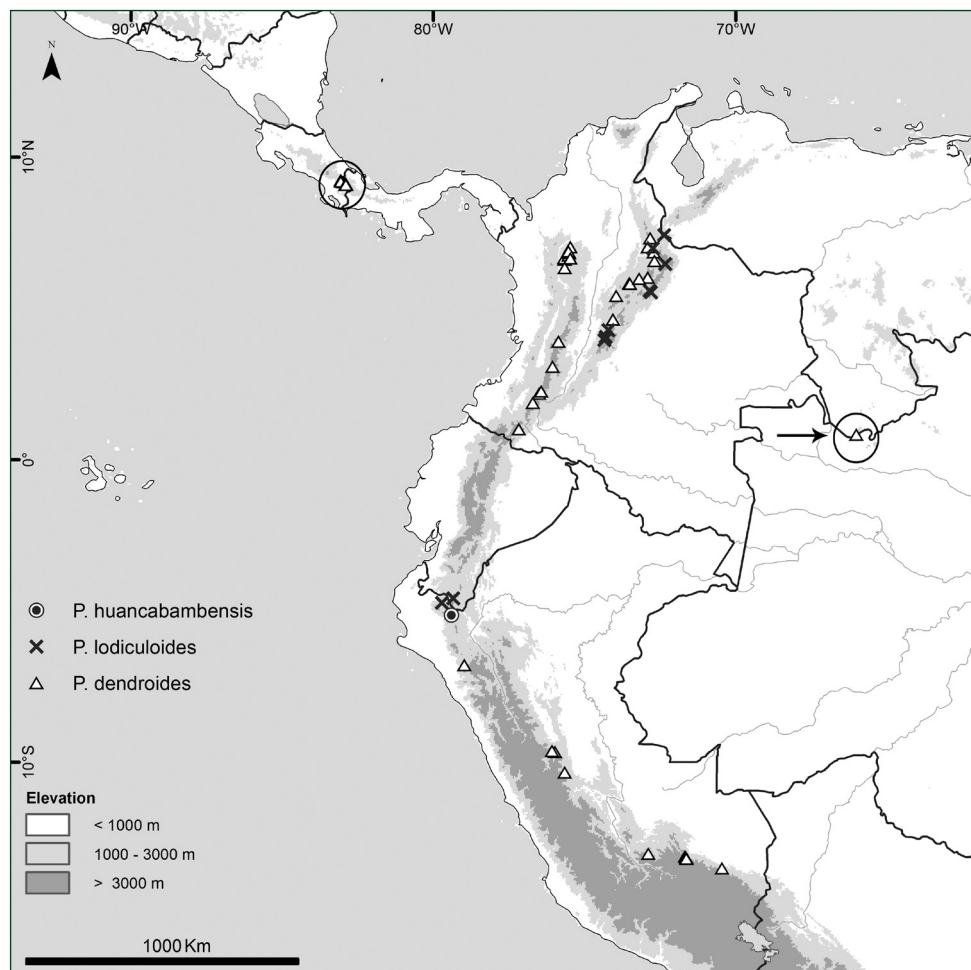 90°W 80°W 70°W
N
10°N
0°
P. huancabambensis
P. lodiculoides
P. dendroides
10°S
Elevation
< 1000 m
1000 - 3000 m
> 3000 m
1000 Km